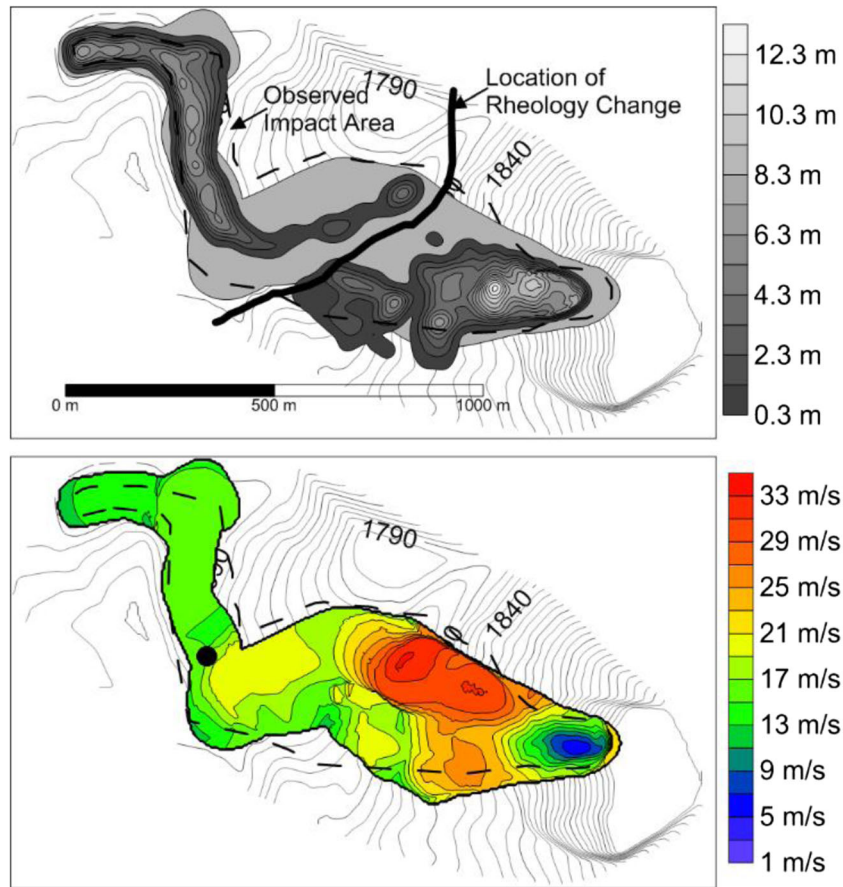 1790
Location of
Rheology Change
Observed
Impact Area
1840
0 m
500 m
1000 m
12.3 m
10.3 m
8.3 m
6.3 m
4.3 m
2.3 m
0.3 m
1790
1840
33 m/s
29 m/s
25 m/s
21 m/s
17 m/s
13 m/s
9 m/s
5 m/s
1 m/s